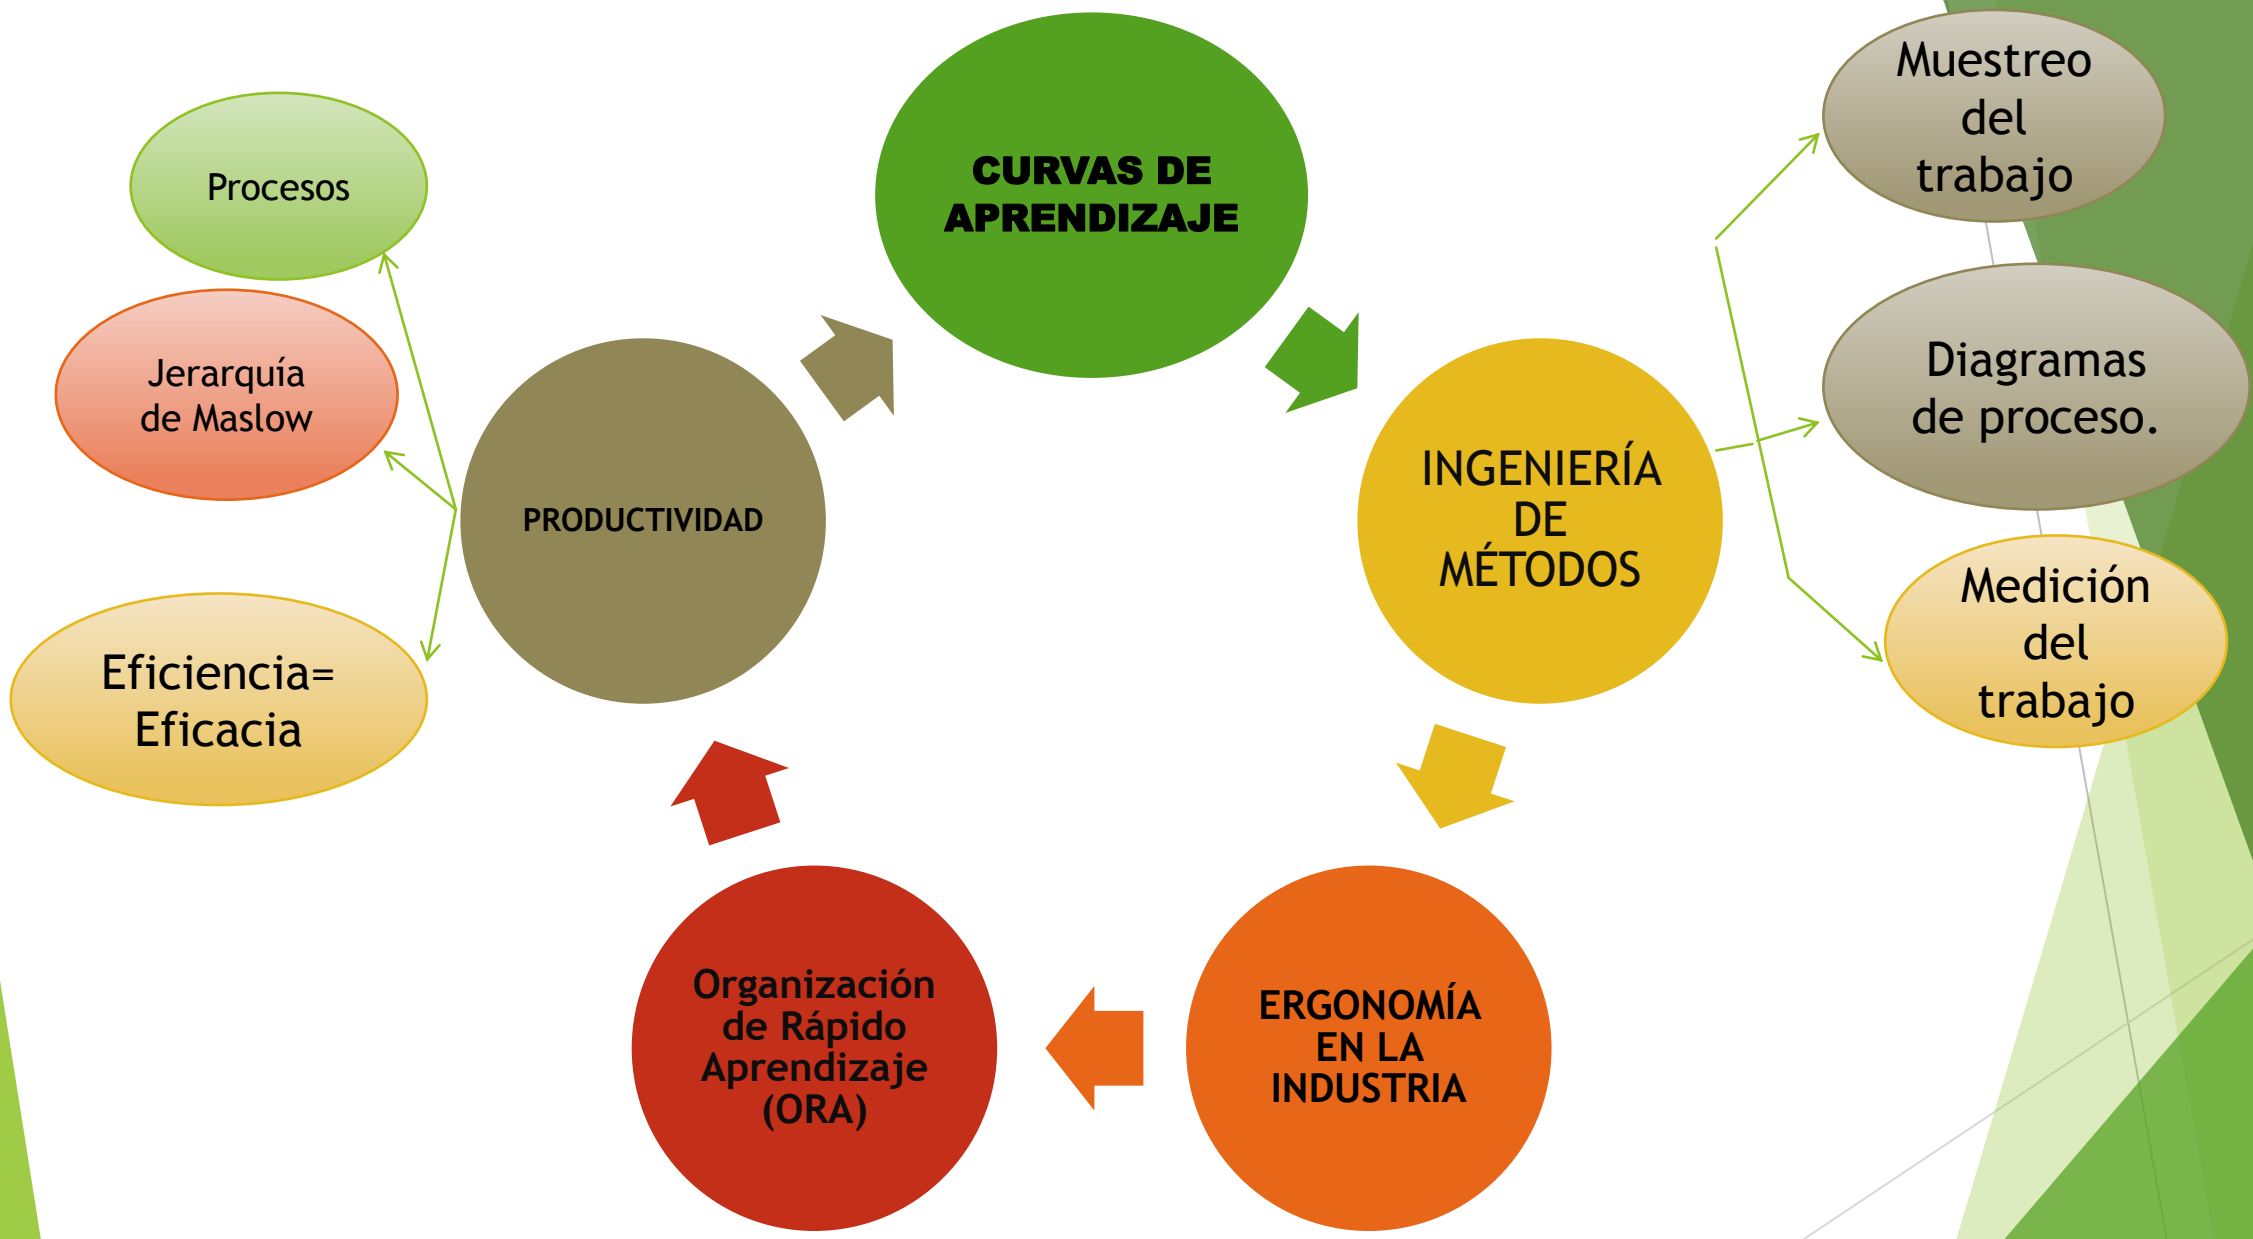 CURVAS DE
APRENDIZAJE
INGENIERÍA
DE
MÉTODOS
Muestreo
del
trabajo
Diagramas
de proceso.
Medición
del
trabajo
ERGONOMÍA
EN LA
INDUSTRIA
Organización
de Rápido
Aprendizaje
(ORA)
PRODUCTIVIDAD
Procesos
Jerarquía
de Maslow
Eficiencia=
Eficacia